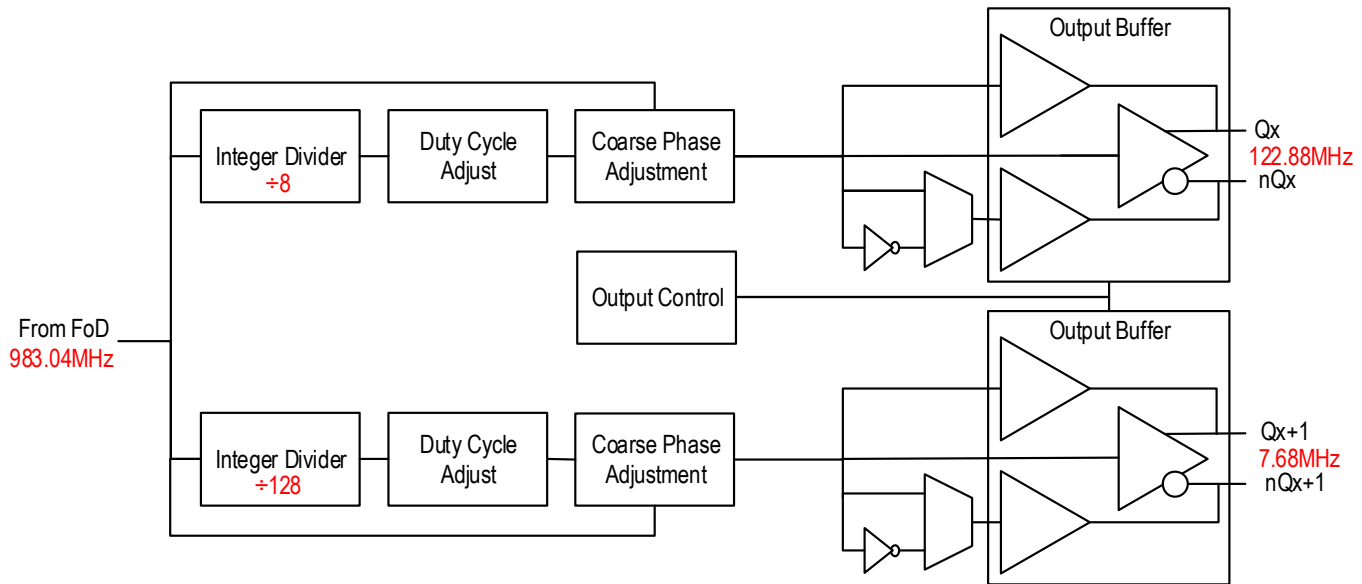 Output Buffer
Integer Divider
÷8
Duty Cycle
Adjust
Coarse Phase
Adjustment
Qx
122.88MHz
nQx
Output Control
From FoD
983.04MHz
Output Buffer
Integer Divider
÷128
Duty Cycle
Adjust
Coarse Phase
Adjustment
Qx+1
7.68MHz
nQx+1